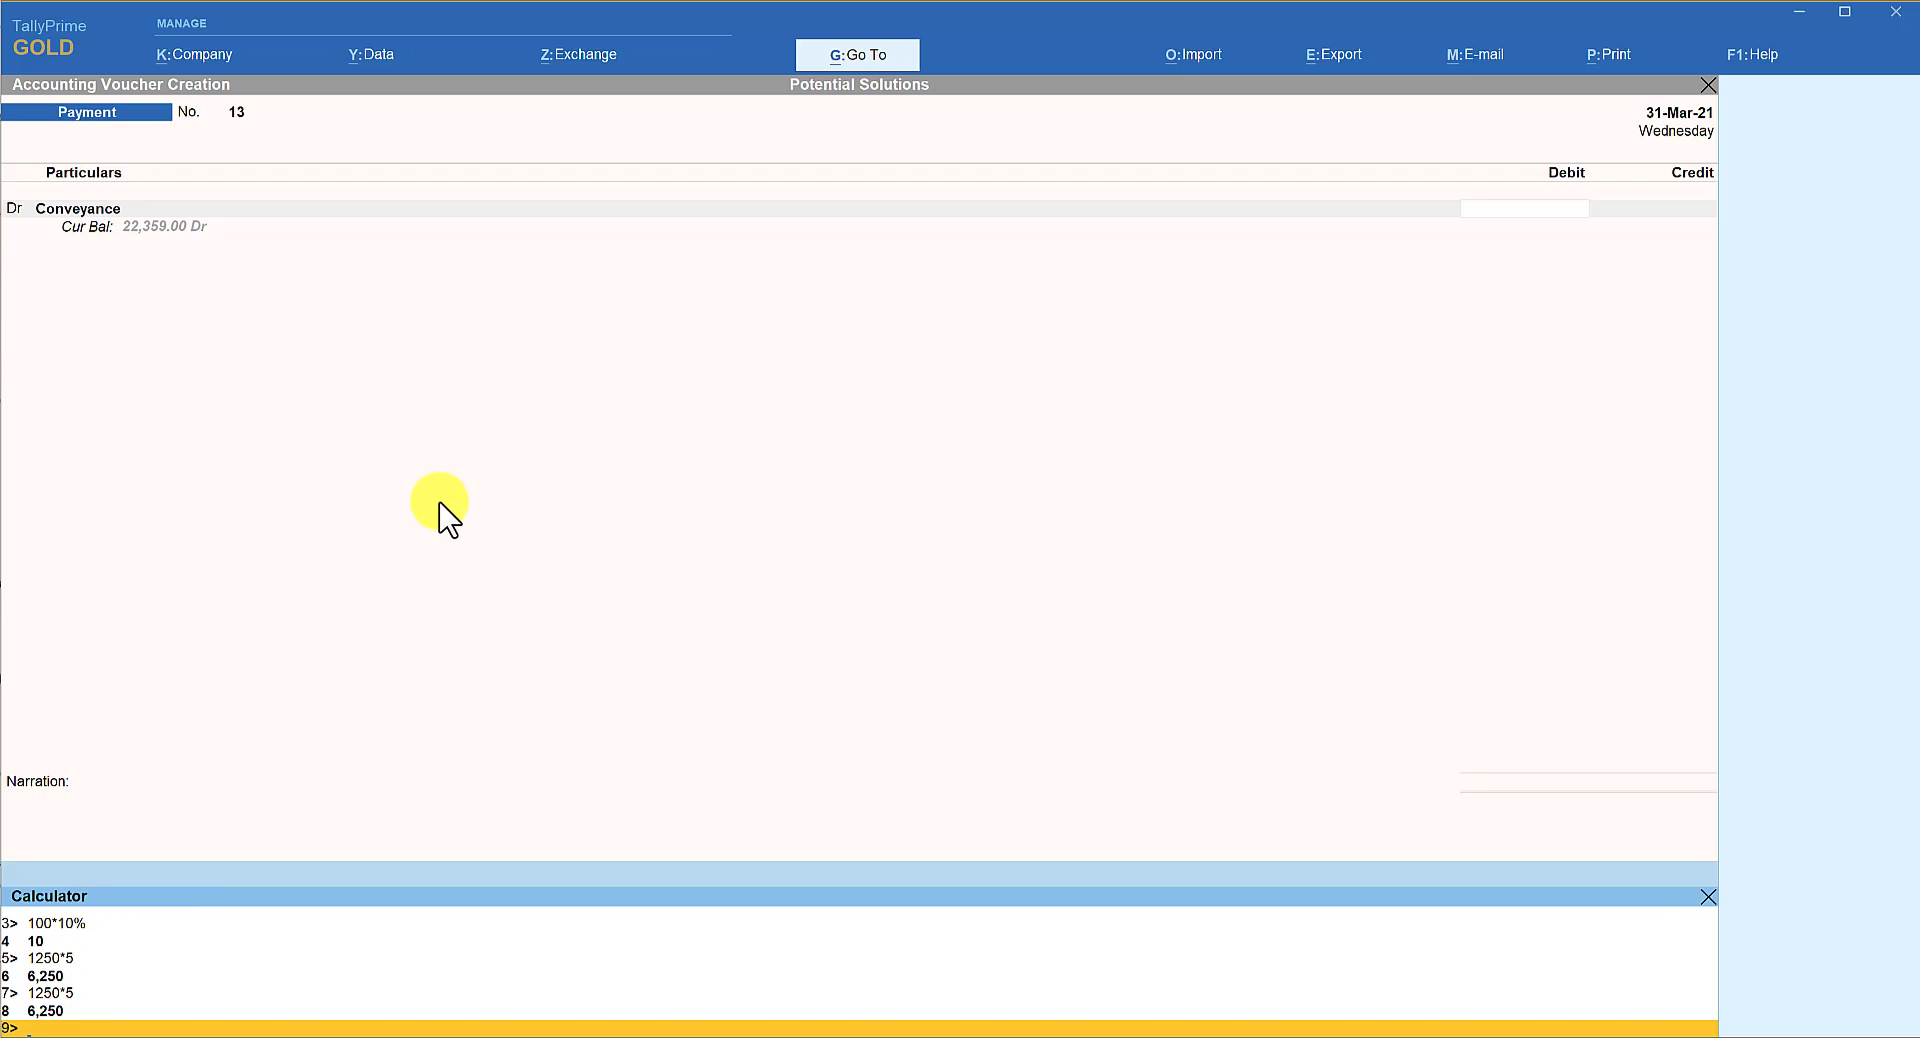 TallyPrime
GOLD
MANAGE
K:Company Y:Data Z:Exchange G:Go To O:Import E:Export M:E-mail P:Print F1:Help
Accounting Voucher Creation Potential Solutions
Payment No. 13 31-Mar-21
Wednesday
Particulars Debit Credit
Dr Conveyance
Cur Bal: 22,359.00 Dr
Narration:
Calculator
3> 100*10%
4 10
5> 1250*5
6 6,250
7> 1250*5
8 6,250
9> _